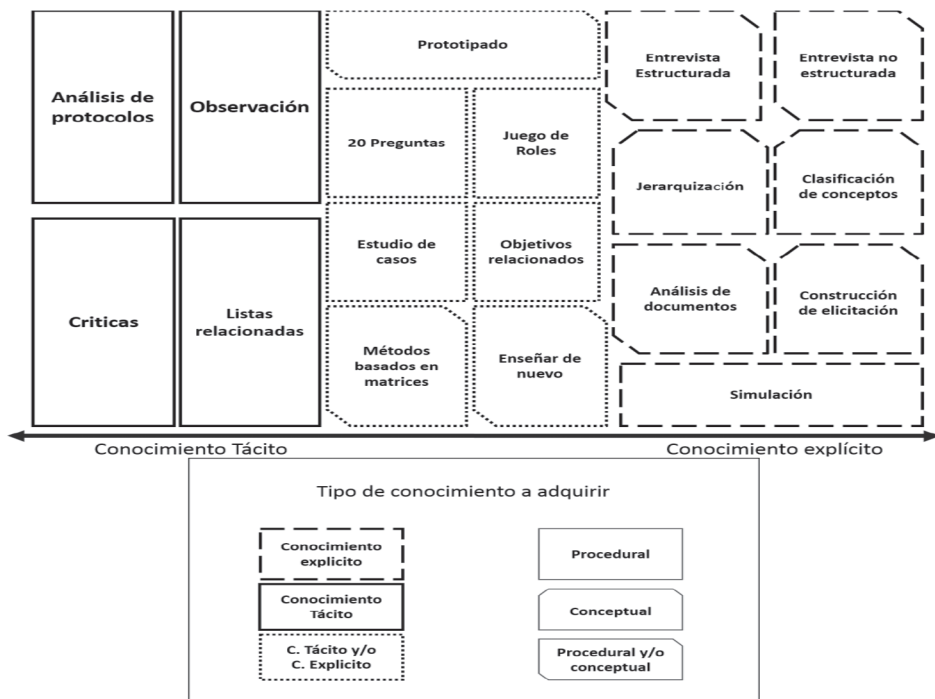 Análisis de
protocolos
Observación
Prototipado
Entrevista
Estructurada
Entrevista no
estructurada
20 Preguntas
Juego de
Roles
Jerarquización
Clasificación
de conceptos
Criticas
Listas
relacionadas
Estudio de
casos
Objetivos
relacionados
Análisis de
documentos
Construcción
de elicitación
Métodos
basados en
matrices
Enseñar de
nuevo
Simulación
Conocimiento Tácito
Conocimiento explícito
Tipo de conocimiento a adquirir
Conocimiento
explicito
Procedural
Conocimiento
Tácito
Conceptual
C. Tácito y/o
C. Explicito
Procedural y/o
conceptual